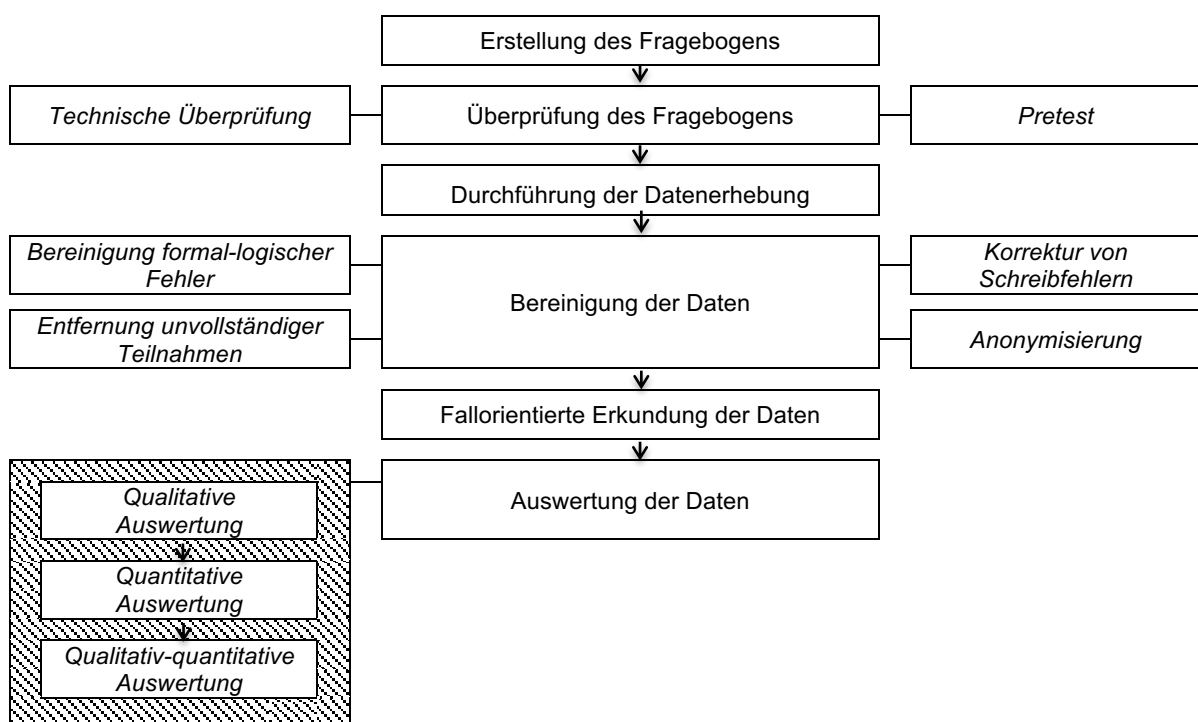 Erstellung des Fragebogens
Technische Überprüfung
Überprüfung des Fragebogens
Pretest
Durchführung der Datenerhebung
Bereinigung formal-logischer
Fehler
Entfernung unvollständiger
Teilnahmen
Bereinigung der Daten
Korrektur von
Schreibfehlern
Anonymisierung
Fallorientierte Erkundung der Daten
Auswertung der Daten
Qualitative
Auswertung
Quantitative
Auswertung
Qualitativ-quantitative
Auswertung